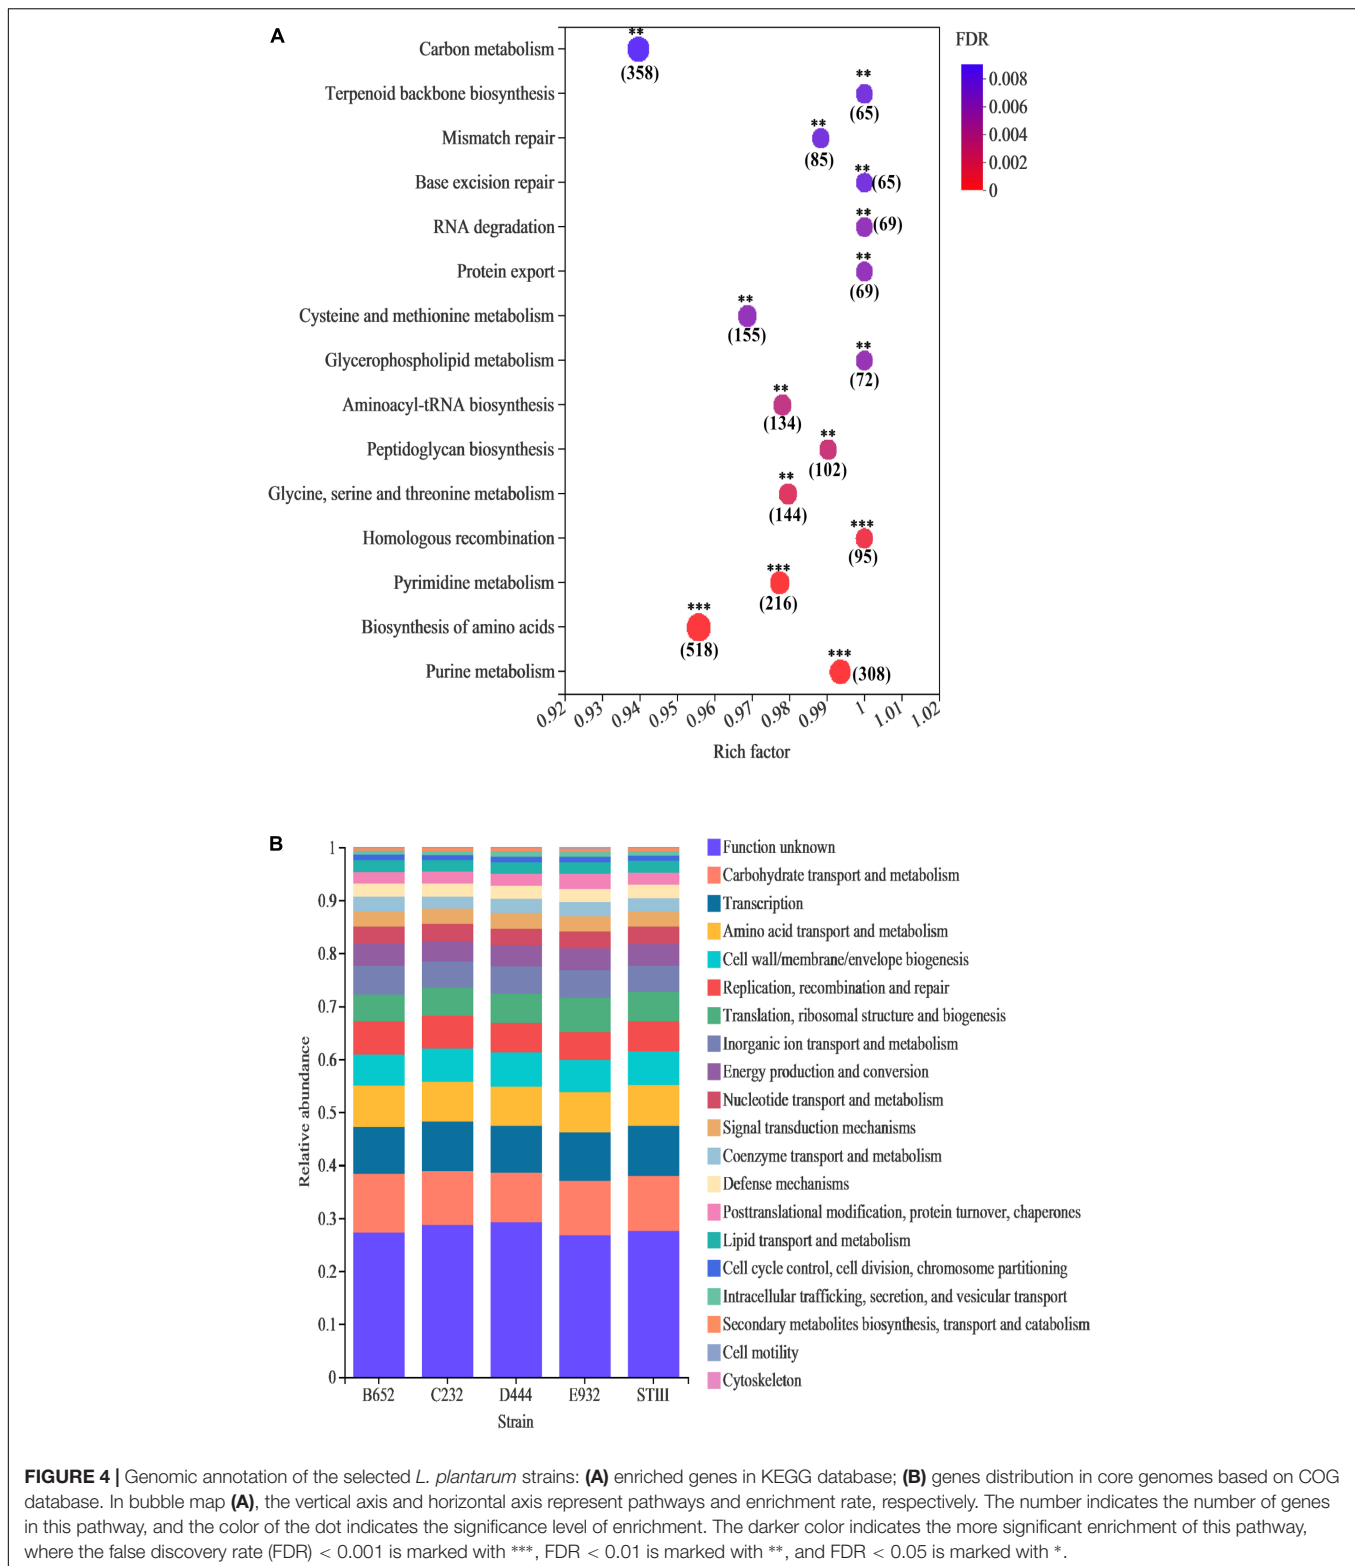 A
FDR
Carbon metabolism
**
(358)
0.008
0.006
0.004
0.002
0
Terpenoid backbone biosynthesis
**
(65)
Mismatch repair
**
(85)
Base excision repair
**
(65)
RNA degradation
**
(69)
Protein export
**
(69)
Cysteine and methionine metabolism
**
(155)
Glycerophospholipid metabolism
**
(72)
Aminoacyl-tRNA biosynthesis
**
(134)
Peptidoglycan biosynthesis
**
(102)
Glycine, serine and threonine metabolism
**
(144)
Homologous recombination
***
(95)
Pyrimidine metabolism
***
(216)
Biosynthesis of amino acids
***
(518)
Purine metabolism
***
(308)
0.92 0.93 0.94 0.95 0.96 0.97 0.98 0.99 1 1.01 1.02
Rich factor
B
Relative abundance
1
0.9
0.8
0.7
0.6
0.5
0.4
0.3
0.2
0.1
0
B652 C232 D444 E932 STIII
Strain
Function unknown
Carbohydrate transport and metabolism
Transcription
Amino acid transport and metabolism
Cell wall/membrane/envelope biogenesis
Replication, recombination and repair
Translation, ribosomal structure and biogenesis
Inorganic ion transport and metabolism
Energy production and conversion
Nucleotide transport and metabolism
Signal transduction mechanisms
Coenzyme transport and metabolism
Defense mechanisms
Posttranslational modification, protein turnover, chaperones
Lipid transport and metabolism
Cell cycle control, cell division, chromosome partitioning
Intracellular trafficking, secretion, and vesicular transport
Secondary metabolites biosynthesis, transport and catabolism
Cell motility
Cytoskeleton
FIGURE 4 | Genomic annotation of the selected L. plantarum strains: (A) enriched genes in KEGG database; (B) genes distribution in core genomes based on COG
database. In bubble map (A), the vertical axis and horizontal axis represent pathways and enrichment rate, respectively. The number indicates the number of genes
in this pathway, and the color of the dot indicates the significance level of enrichment. The darker color indicates the more significant enrichment of this pathway,
where the false discovery rate (FDR) < 0.001 is marked with ***, FDR < 0.01 is marked with **, and FDR < 0.05 is marked with *.